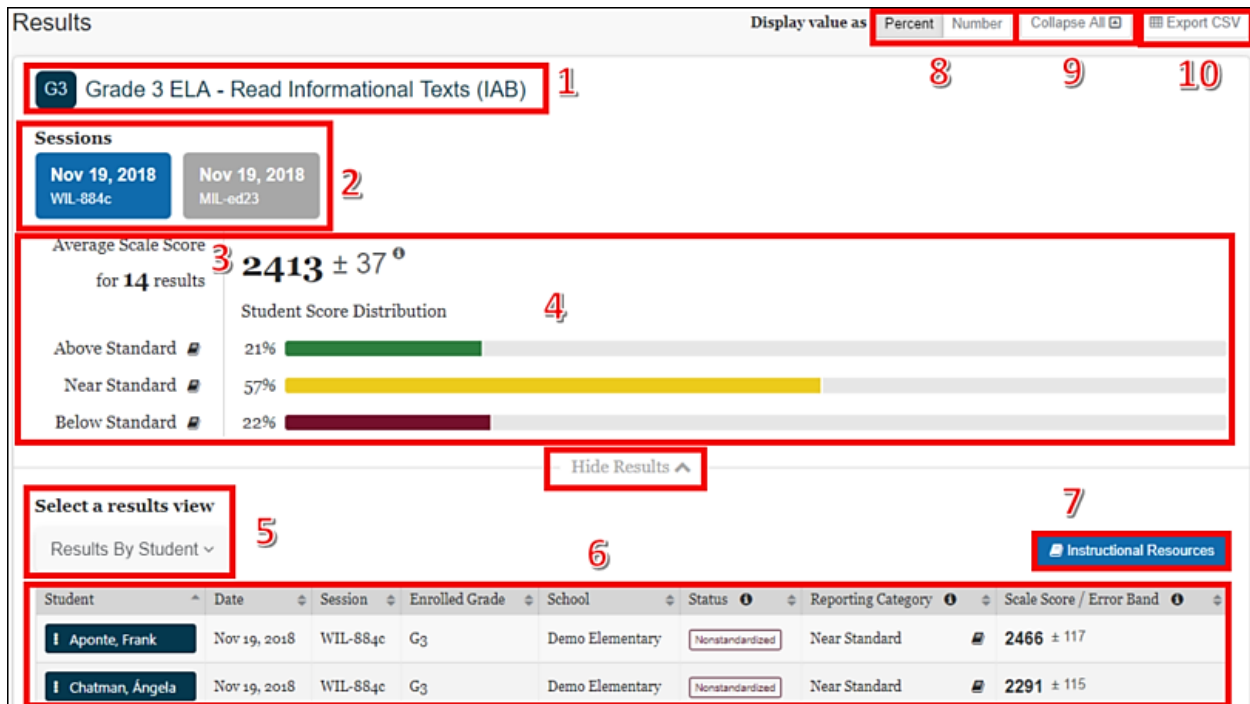 Results
Display value as Percent Number Collapse All Export CSV
8 9 10
G3 Grade 3 ELA - Read Informational Texts (IAB) 1
Sessions
Nov 19, 2018 Nov 19, 2018
WIL-884c MIL-ed23
2
Average Scale Score
for 14 results
3
2413 ± 37
Student Score Distribution
4
Above Standard 21%
Near Standard 57%
Below Standard 22%
Hide Results
Select a results view
Results By Student
5
6
7
Instructional Resources
Student Date Session Enrolled Grade School Status Reporting Category Scale Score / Error Band
Aponte, Frank Nov 19, 2018 WIL-884c G3 Demo Elementary Nonstandardized Near Standard 2466 ± 117
Chatman, Ángela Nov 19, 2018 WIL-884c G3 Demo Elementary Nonstandardized Near Standard 2291 ± 115